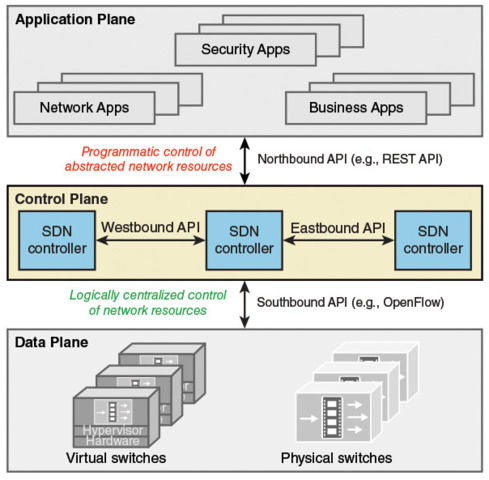 Application Plane
Security Apps
Network Apps
Business Apps
Programmatic control of
abstracted network resources
Northbound API (e.g., REST API)
Control Plane
SDN
controller
Westbound API
SDN
controller
Eastbound API
SDN
controller
Logically centralized control
of network resources
Southbound API (e.g., OpenFlow)
Data Plane
Hypervisor
Hardware
Virtual switches
Physical switches